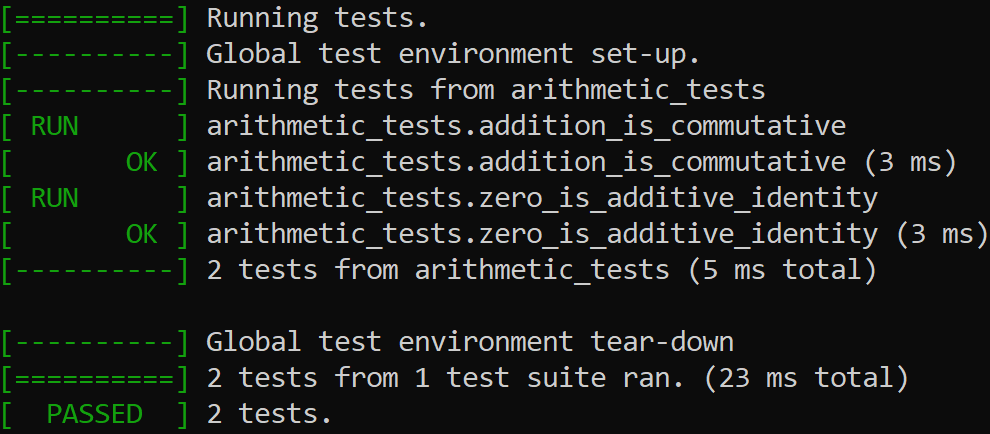 [==========] Running tests.
[----------] Global test environment set-up.
[----------] Running tests from arithmetic_tests
[ RUN      ] arithmetic_tests.addition_is_commutative
[       OK ] arithmetic_tests.addition_is_commutative (3 ms)
[ RUN      ] arithmetic_tests.zero_is_additive_identity
[       OK ] arithmetic_tests.zero_is_additive_identity (3 ms)
[----------] 2 tests from arithmetic_tests (5 ms total)

[----------] Global test environment tear-down
[==========] 2 tests from 1 test suite ran. (23 ms total)
[  PASSED  ] 2 tests.